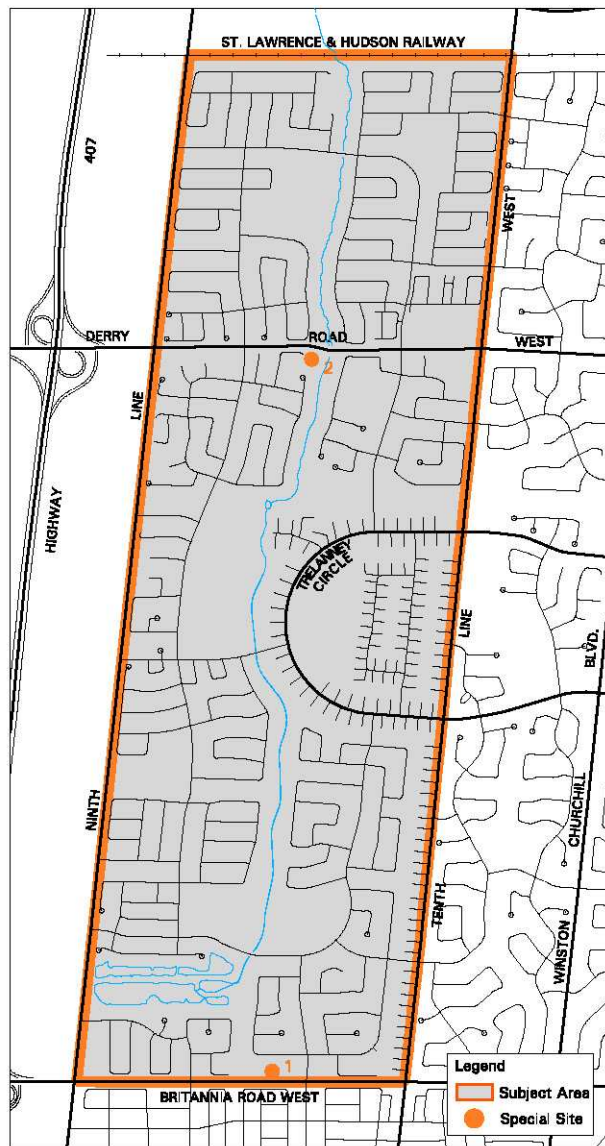 ST. LAWRENCE & HUDSON RAILWAY
407
WEST
DERRY ROAD WEST
2
LINE
HIGHWAY
TRELANNEY
CIRCLE
LINE
BLVD.
NINTH
CHURCHILL
TENTH
WINSTON
1
BRITANNIA ROAD WEST
Legend
Subject Area
Special Site